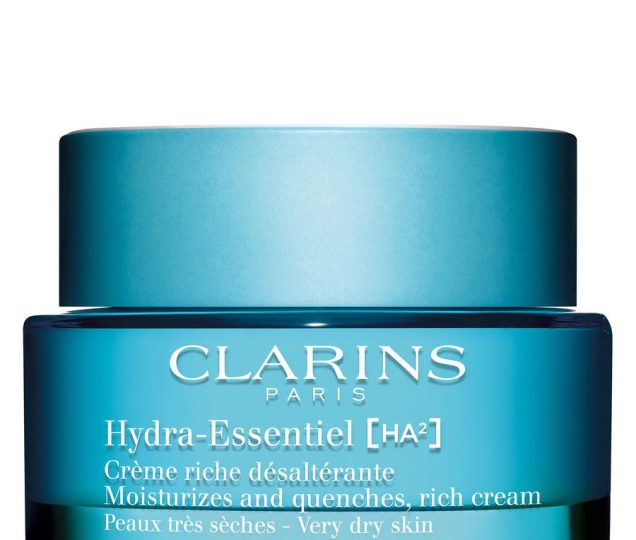 CLARINS
PARIS
Hydra-Essentiel [HA²]
Crème riche désaltérante
Moisturizes and quenches, rich cream
Peaux très sèches - Very dry skin